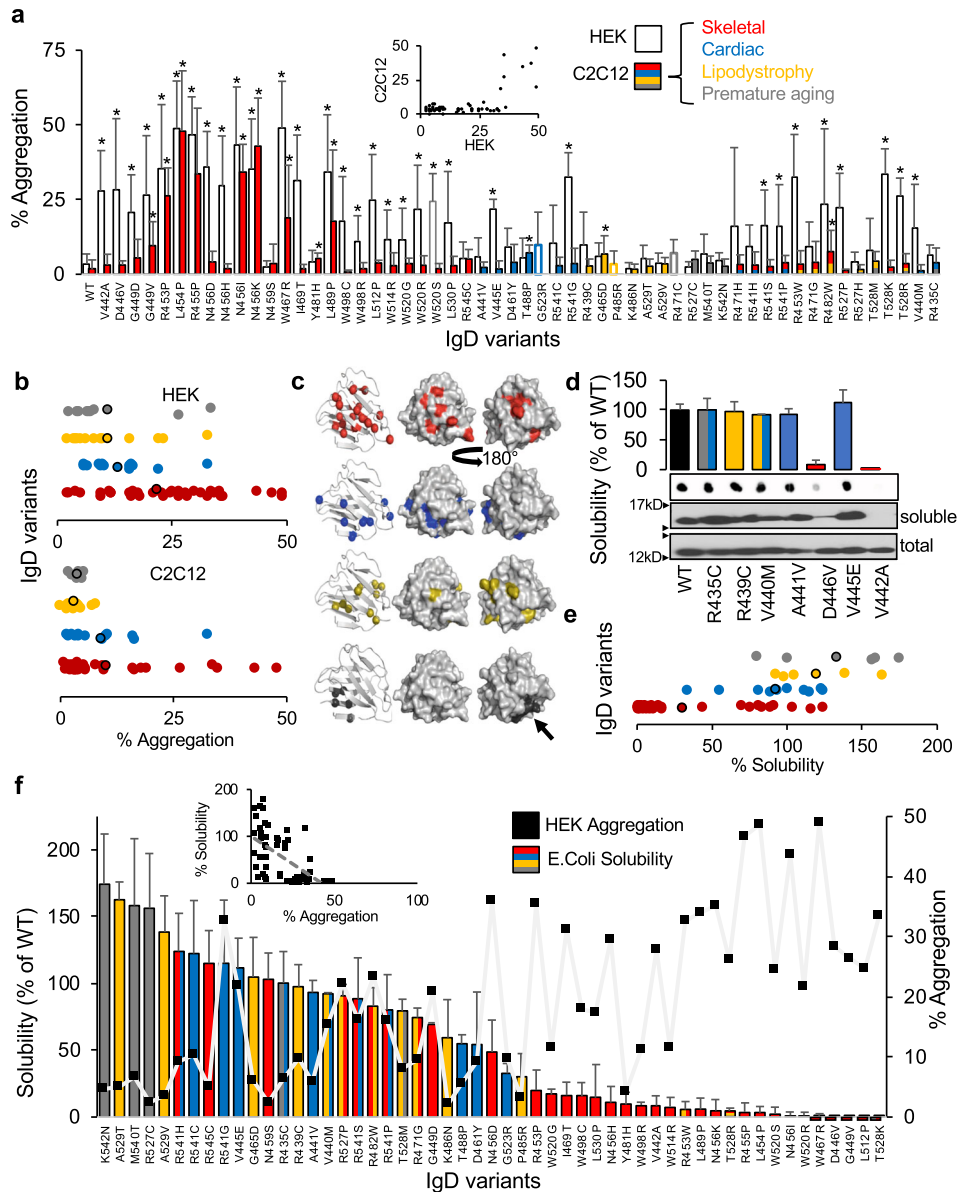 a
HEK
C2C12
Skeletal
Cardiac
Lipodystrophy
Premature aging
% Aggregation
75
50
25
0
C2C12
50
25
0
0 25 50
HEK
WT V442A D446V G449D G449V R453P L454P R455P N456D N456H N456I N456K N459S W467R I469T Y481H L489P W498C W498R L512P W514R W520G W520R W520S L530P R545C A441V V445E D461Y T488P G523R R541C R541G R439C G465D P485R K486N A529T A529V R471C R527C M540T K542N R471H R541H R541S R541P R453W R471G R482W R527P R527H T528M T528K T528R V440M R435C
IgD variants
b
HEK
0 25 50
C2C12
0 25 50
IgD variants
% Aggregation
c
180°
d
Solubility (% of WT)
150
100
50
0
17kD
soluble
12kD
total
WT R435C R439C V440M A441V D446V V445E V442A
e
IgD variants
0 50 100 150 200
% Solubility
f
% Solubility
200
100
0
0 100
% Aggregation
HEK Aggregation
E.Coli Solubility
Solubility (% of WT)
200
150
100
50
0
% Aggregation
50
40
30
20
10
0
K542N A529T M540T R527C A529V R541H R541C R545C R541G V445E G465D N459S R435C R439C A441V V440M R527P R541S R482W R541P T528M R471G G449D K486N T488P D461Y N456D G523R P485R R453P W520G I469T W498C L530P N456H Y481H W498R V442A W514R R453W L489P N456K T528R R455P L454P W520S N456I W520R W467R D446V G449V L512P T528K
IgD variants